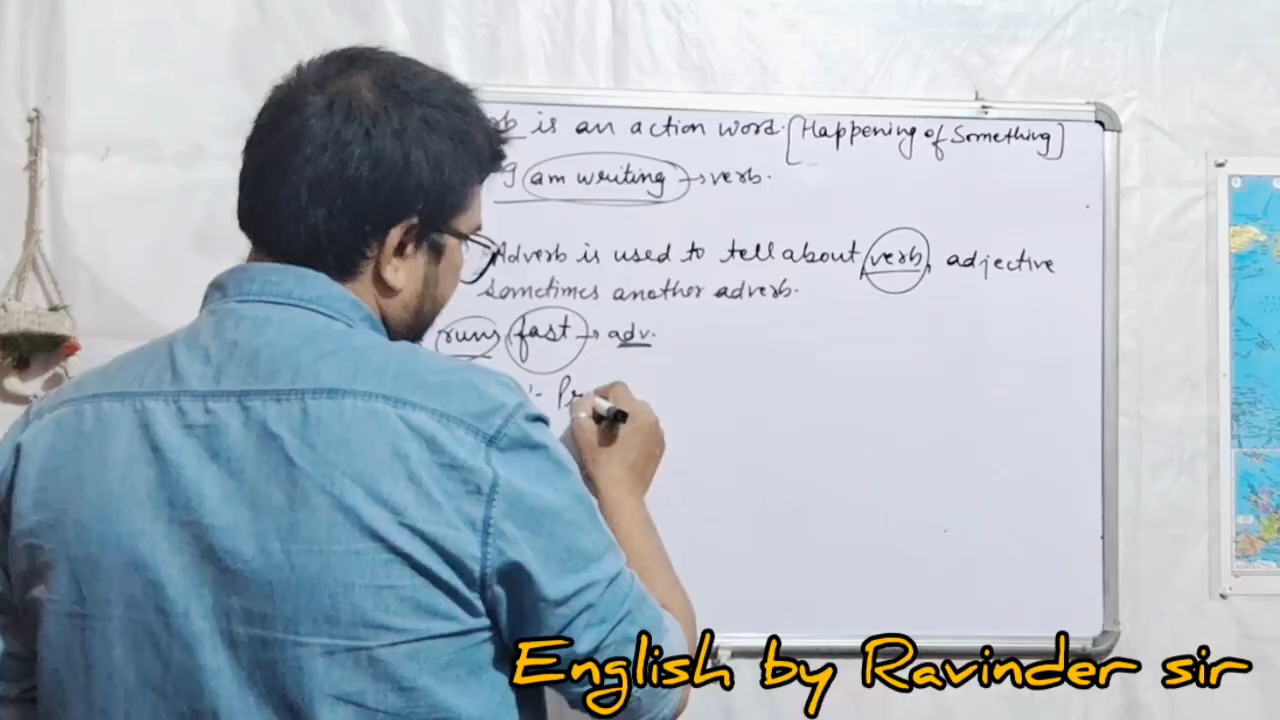 is an action word. [Happening of Something]
I am writing → verb.
Adverb is used to tell about verb, adjective
sometimes another adverb.
runs fast → adv.
:- Pr
English by Ravinder sir